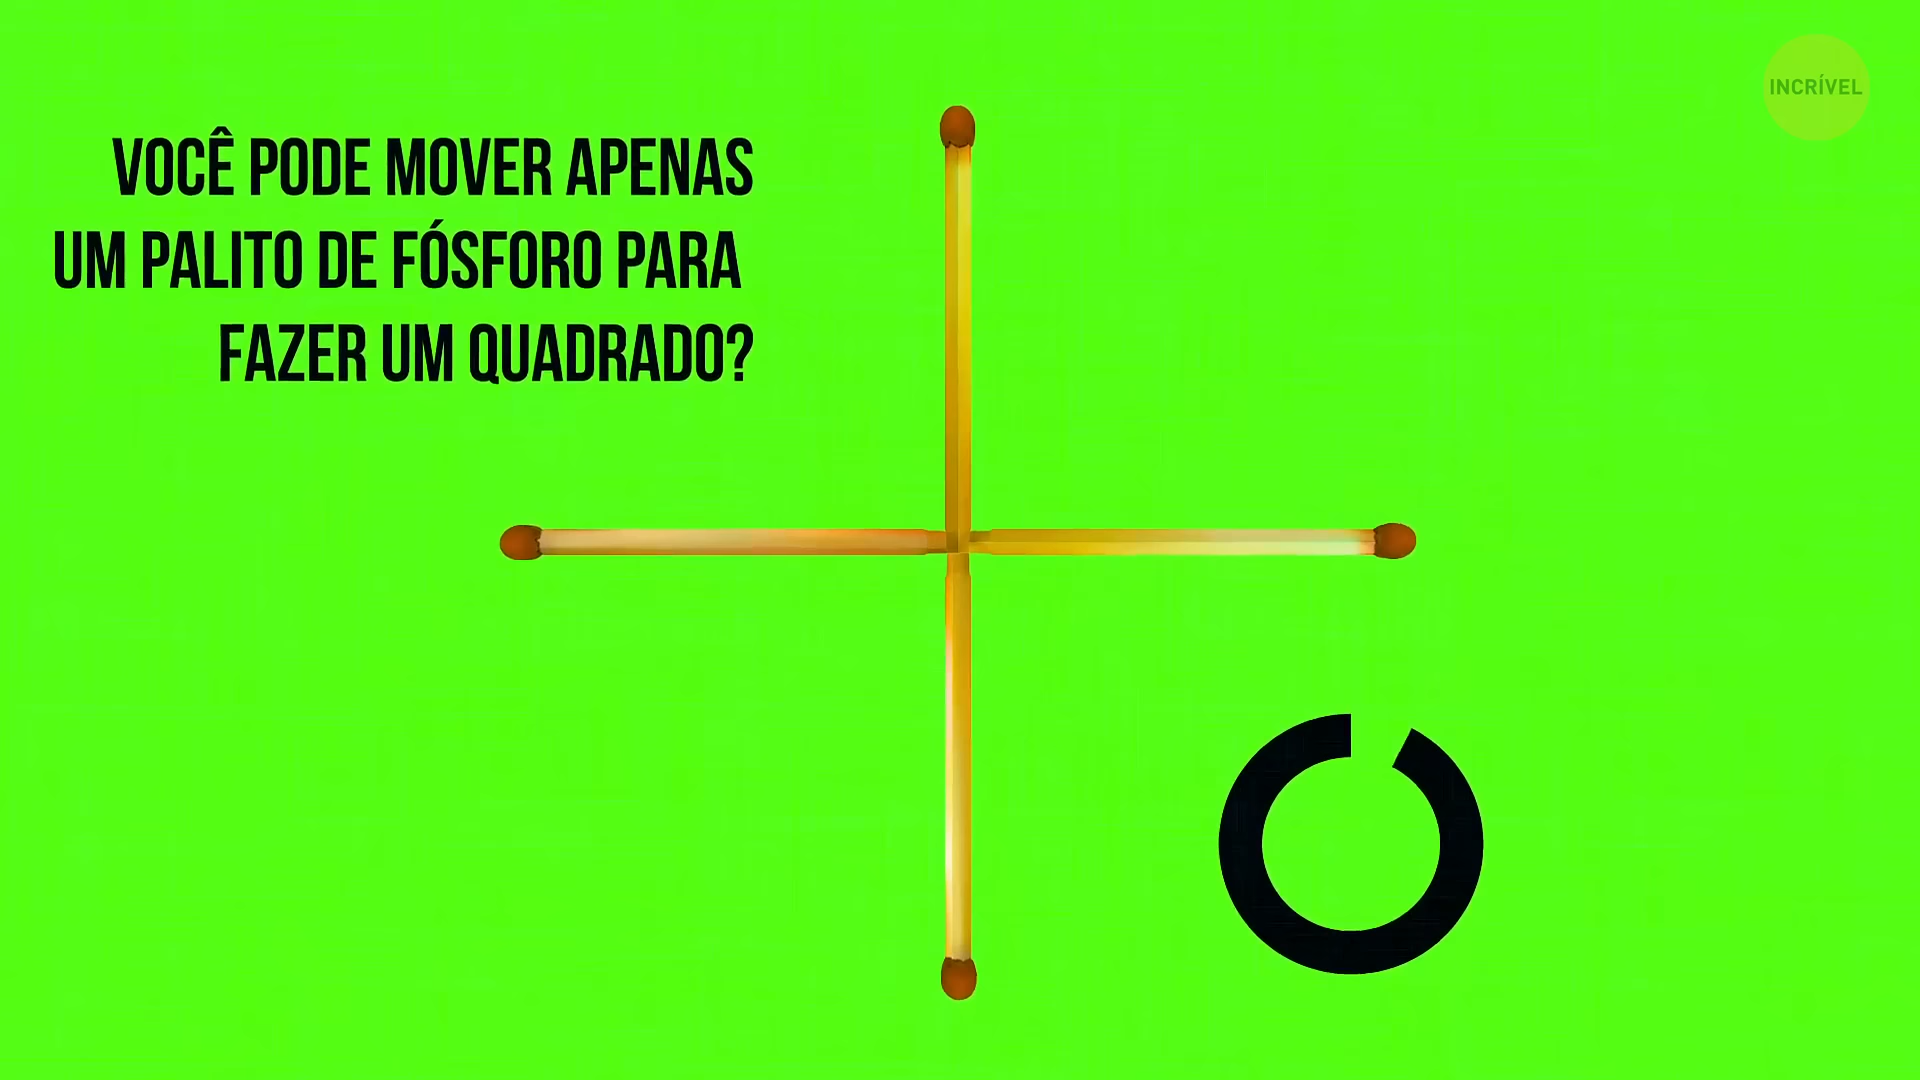 INCRÍVEL
VOCÊ PODE MOVER APENAS
UM PALITO DE FÓSFORO PARA
FAZER UM QUADRADO?